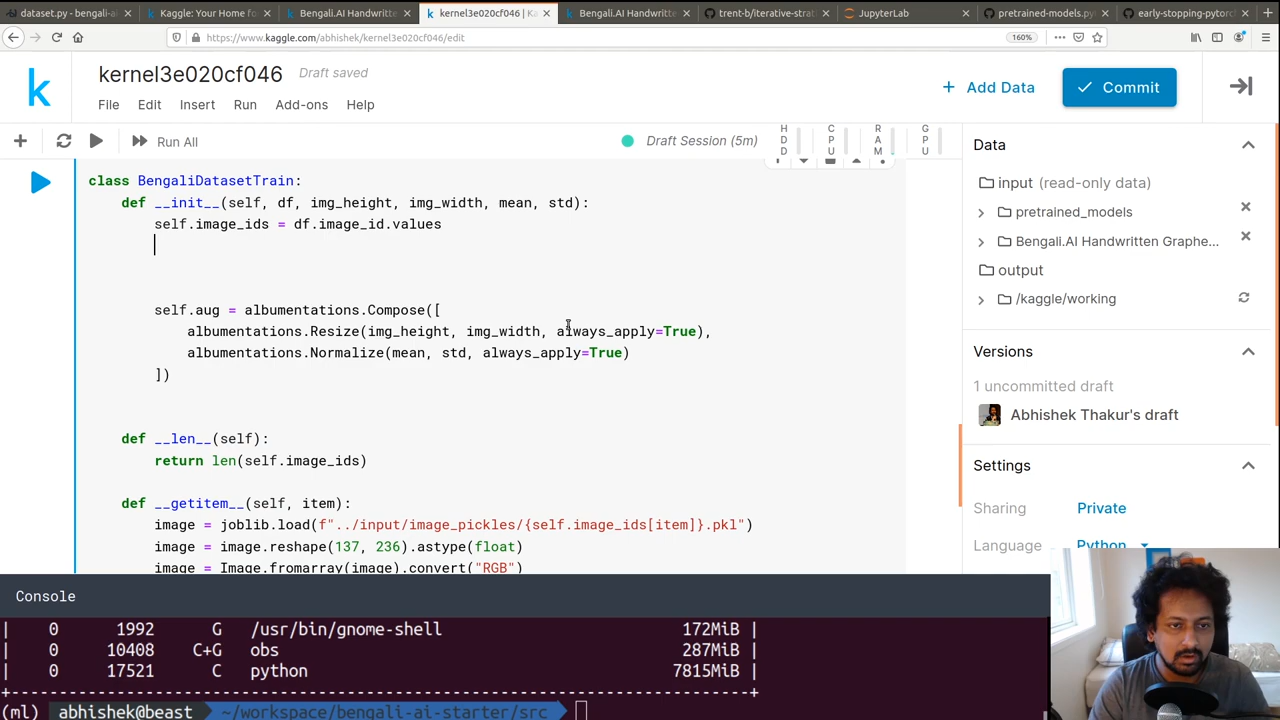 dataset.py - bengali-ai-
Kaggle: Your Home fo
Bengali.AI Handwritte
kernel3e020cf046 | Ka
Bengali.AI Handwritte
trent-b/iterative-strati
JupyterLab
pretrained-models.py
early-stopping-pytorc
https://www.kaggle.com/abhishek/kernel3e020cf046/edit
160%
k
kernel3e020cf046
Draft saved
File Edit Insert Run Add-ons Help
+ Add Data
Commit
Run All
Draft Session (5m)
HDD
CPU
RAM
GPU
class BengaliDatasetTrain:
def __init__(self, df, img_height, img_width, mean, std):
self.image_ids = df.image_id.values
self.aug = albumentations.Compose([
albumentations.Resize(img_height, img_width, always_apply=True),
albumentations.Normalize(mean, std, always_apply=True)
])
def __len__(self):
return len(self.image_ids)
def __getitem__(self, item):
image = joblib.load(f"../input/image_pickles/{self.image_ids[item]}.pkl")
image = image.reshape(137, 236).astype(float)
image = Image.fromarray(image).convert("RGB")
Data
input (read-only data)
pretrained_models
Bengali.AI Handwritten Graphe...
output
/kaggle/working
Versions
1 uncommitted draft
Abhishek Thakur's draft
Settings
Sharing Private
Language Python
Console
| 0 1992 G /usr/bin/gnome-shell 172MiB |
| 0 10408 C+G obs 287MiB |
| 0 17521 C python 7815MiB |
+-----------------------------------------------------------------------------+
(ml) abhishek@beast ~/workspace/bengali-ai-starter/src